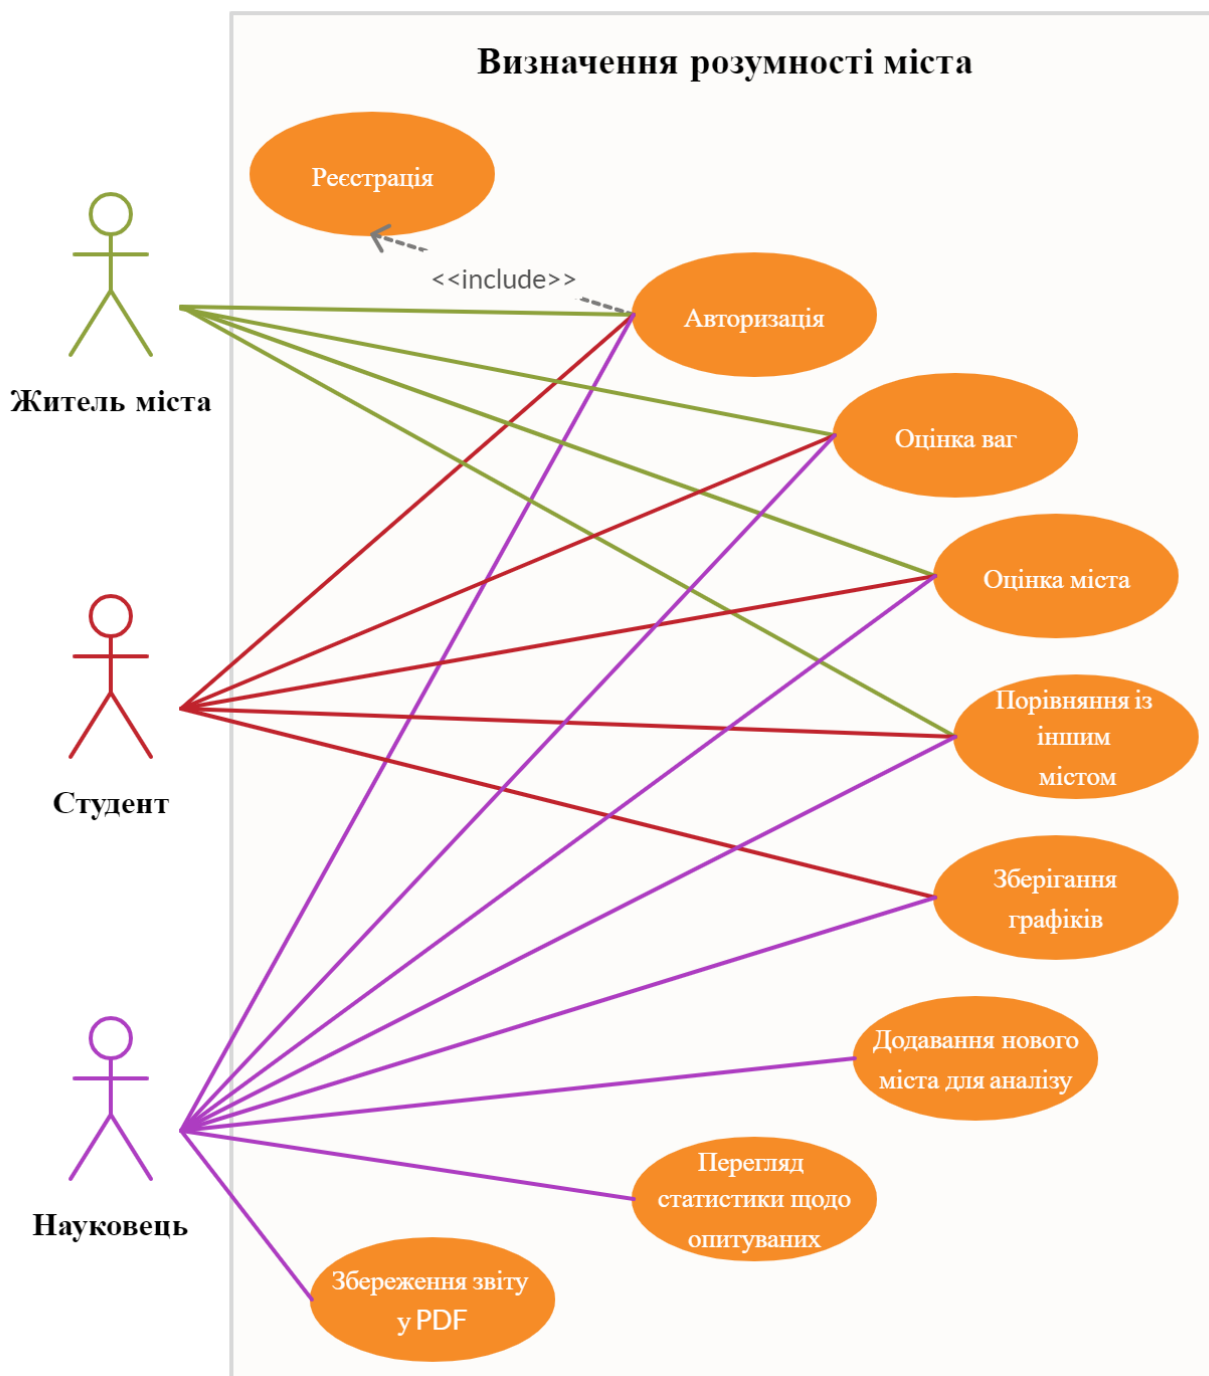 Визначення розумності міста
Реєстрація
<<include>>
Авторизація
Житель міста
Оцінка ваг
Оцінка міста
Порівняння із
іншим
містом
Студент
Зберігання
графіків
Додавання нового
міста для аналізу
Перегляд
статистики щодо
опитуваних
Науковець
Збереження звіту
у PDF